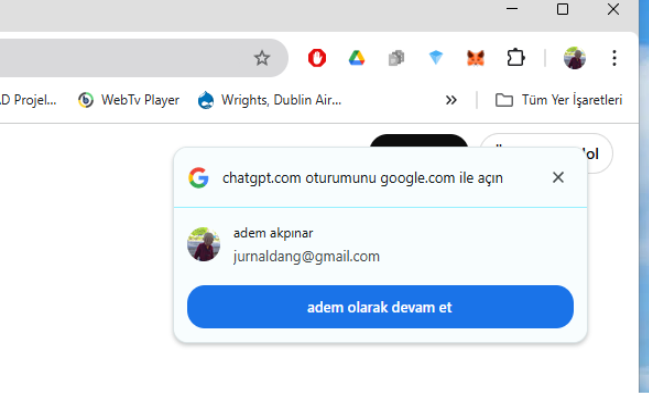 D Projel...
WebTv Player
Wrights, Dublin Air...
Tüm Yer İşaretleri
lol
chatgpt.com oturumunu google.com ile açın
adem akpınar
jurnaldang@gmail.com
adem olarak devam et